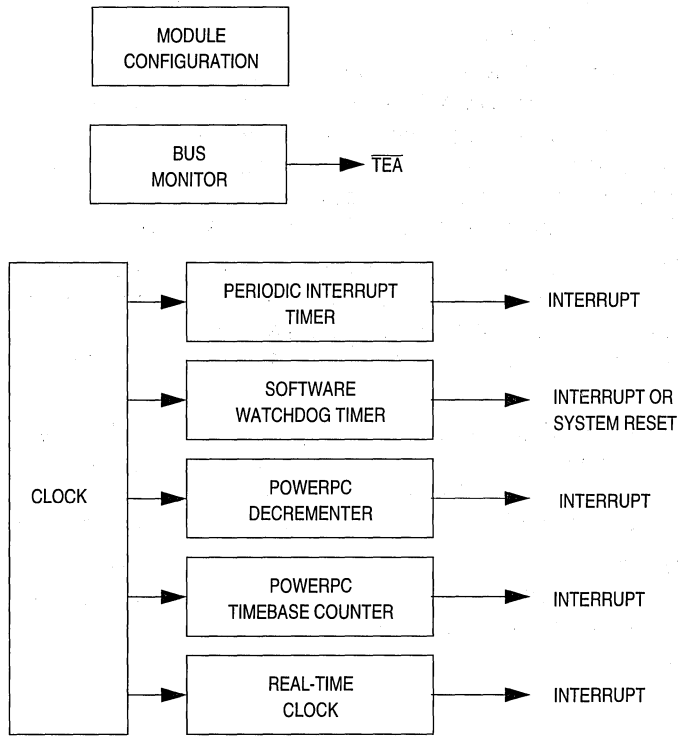 MODULE
CONFIGURATION
BUS
MONITOR
TEA
CLOCK
PERIODIC INTERRUPT
TIMER
INTERRUPT
SOFTWARE
WATCHDOG TIMER
INTERRUPT OR
SYSTEM RESET
POWERPC
DECREMENTER
INTERRUPT
POWERPC
TIMEBASE COUNTER
INTERRUPT
REAL-TIME
CLOCK
INTERRUPT